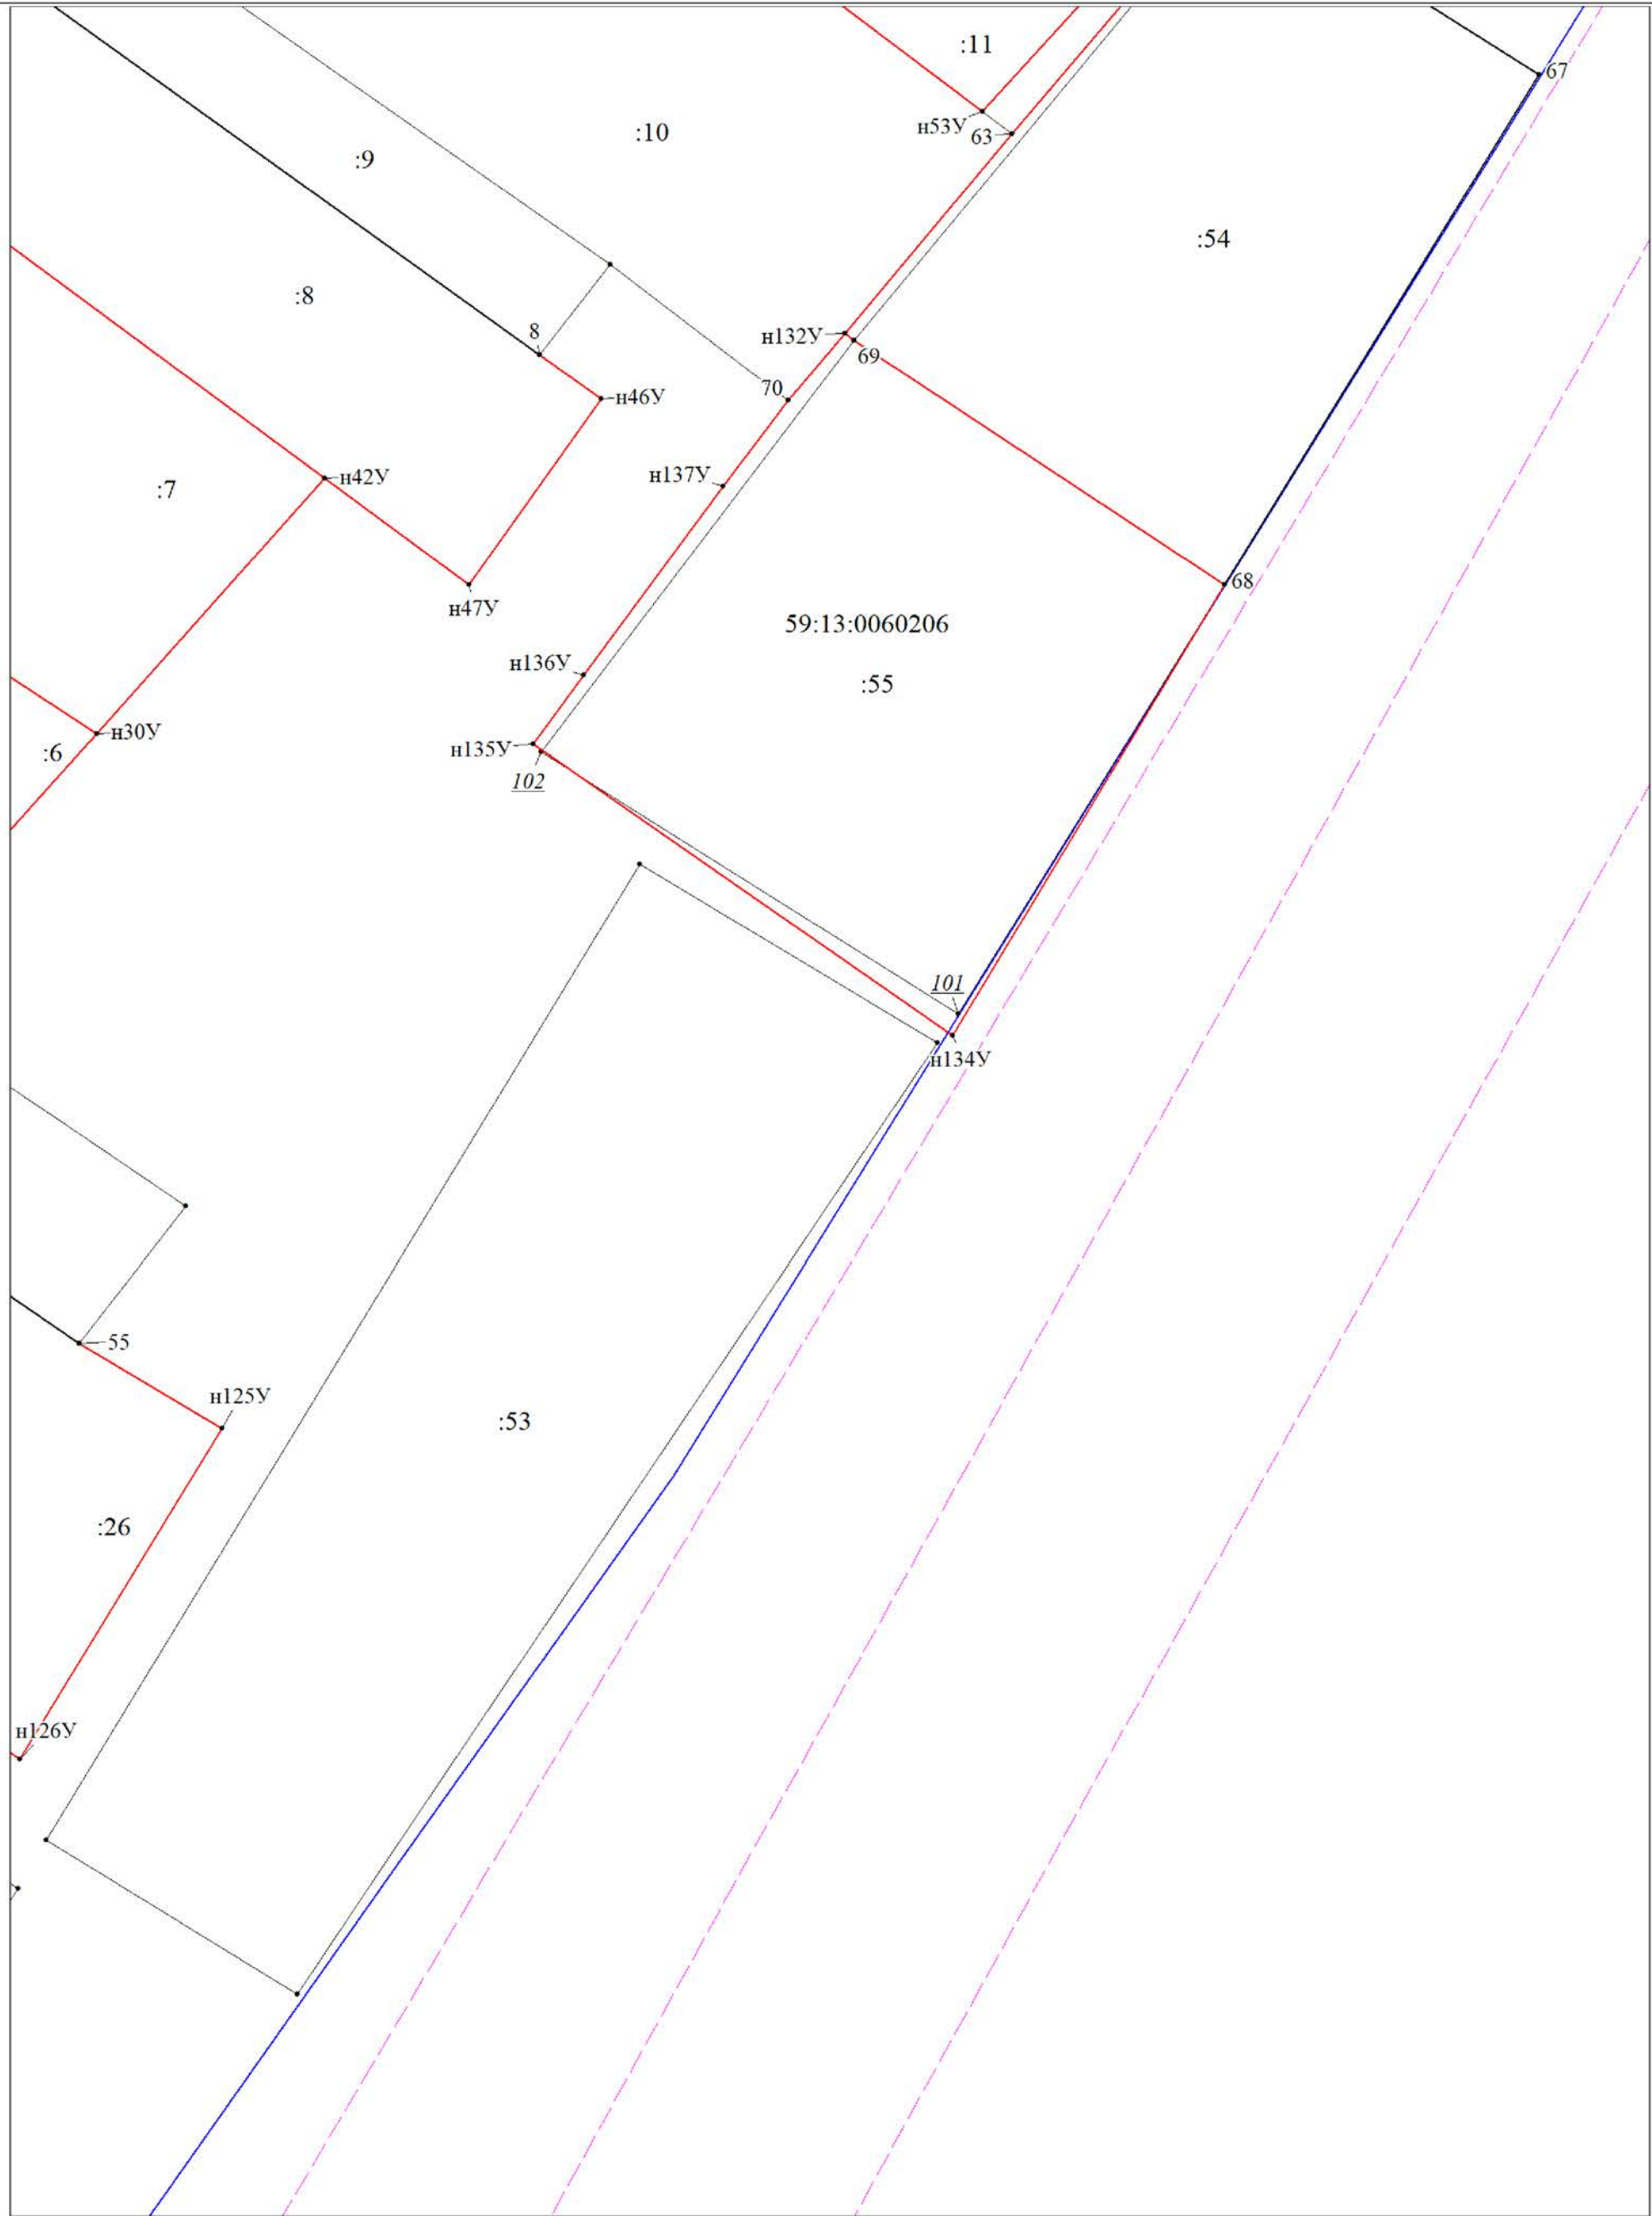 :11
67
н53У
63
:10
:9
:54
:8
8
н132У
69
70
н46У
н137У
н42У
:7
68
н47У
59:13:0060206
н136У
:55
н30У
:6
н135У
102
101
н134У
55
н125У
:53
:26
н126У